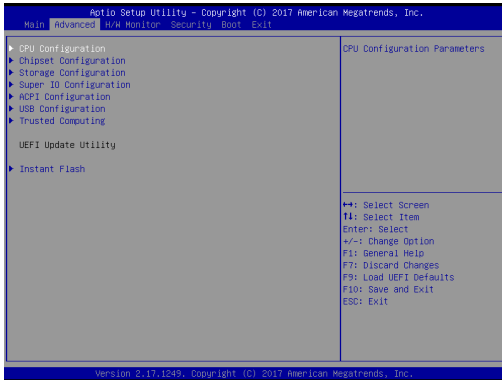 Aptio Setup Utility – Copyright (C) 2017 American Megatrends, Inc.
Main Advanced H/W Monitor Security Boot Exit
▶ CPU Configuration
▶ Chipset Configuration
▶ Storage Configuration
▶ Super IO Configuration
▶ ACPI Configuration
▶ USB Configuration
▶ Trusted Computing
UEFI Update Utility
▶ Instant Flash
CPU Configuration Parameters
↔: Select Screen
↑↓: Select Item
Enter: Select
+/-: Change Option
F1: General Help
F7: Discard Changes
F9: Load UEFI Defaults
F10: Save and Exit
ESC: Exit
Version 2.17.1249. Copyright (C) 2017 American Megatrends, Inc.